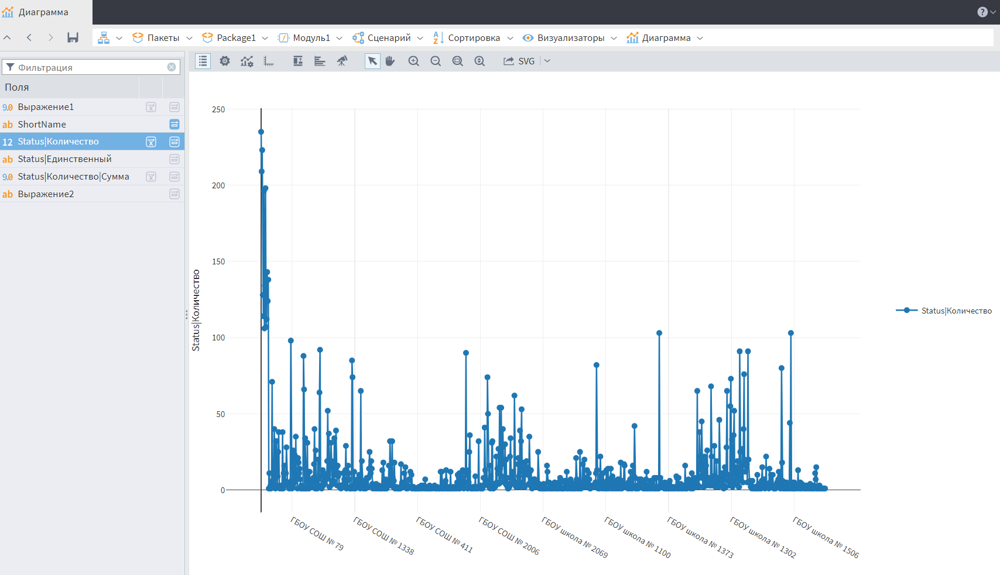 Диаграмма
?
Пакеты
Package1
Модуль1
Сценарий
Сортировка
Визуализаторы
Диаграмма
Фильтрация
SVG
Поля
9.0 Выражение1
ab ShortName
12 Status|Количество
ab Status|Единственный
9.0 Status|Количество|Сумма
ab Выражение2
250
200
150
100
50
0
Status|Количество
Status|Количество
ГБОУ СОШ № 79
ГБОУ СОШ № 1338
ГБОУ СОШ № 411
ГБОУ СОШ № 2006
ГБОУ школа № 2069
ГБОУ школа № 1100
ГБОУ школа № 1373
ГБОУ школа № 1302
ГБОУ школа № 1506